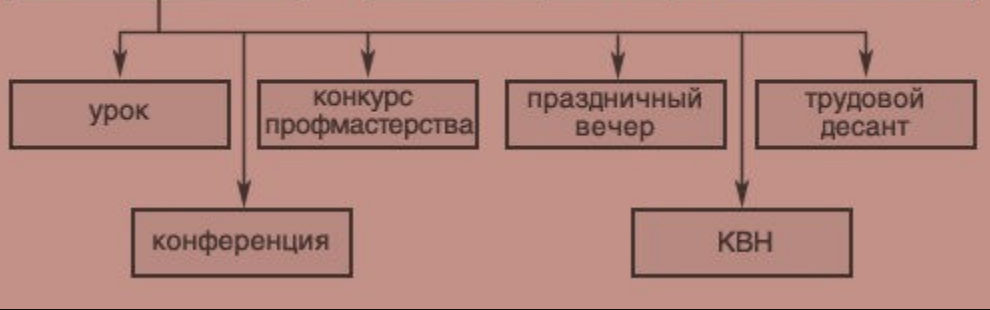 урок
конкурс
профмастерства
праздничный
вечер
трудовой
десант
конференция
КВН